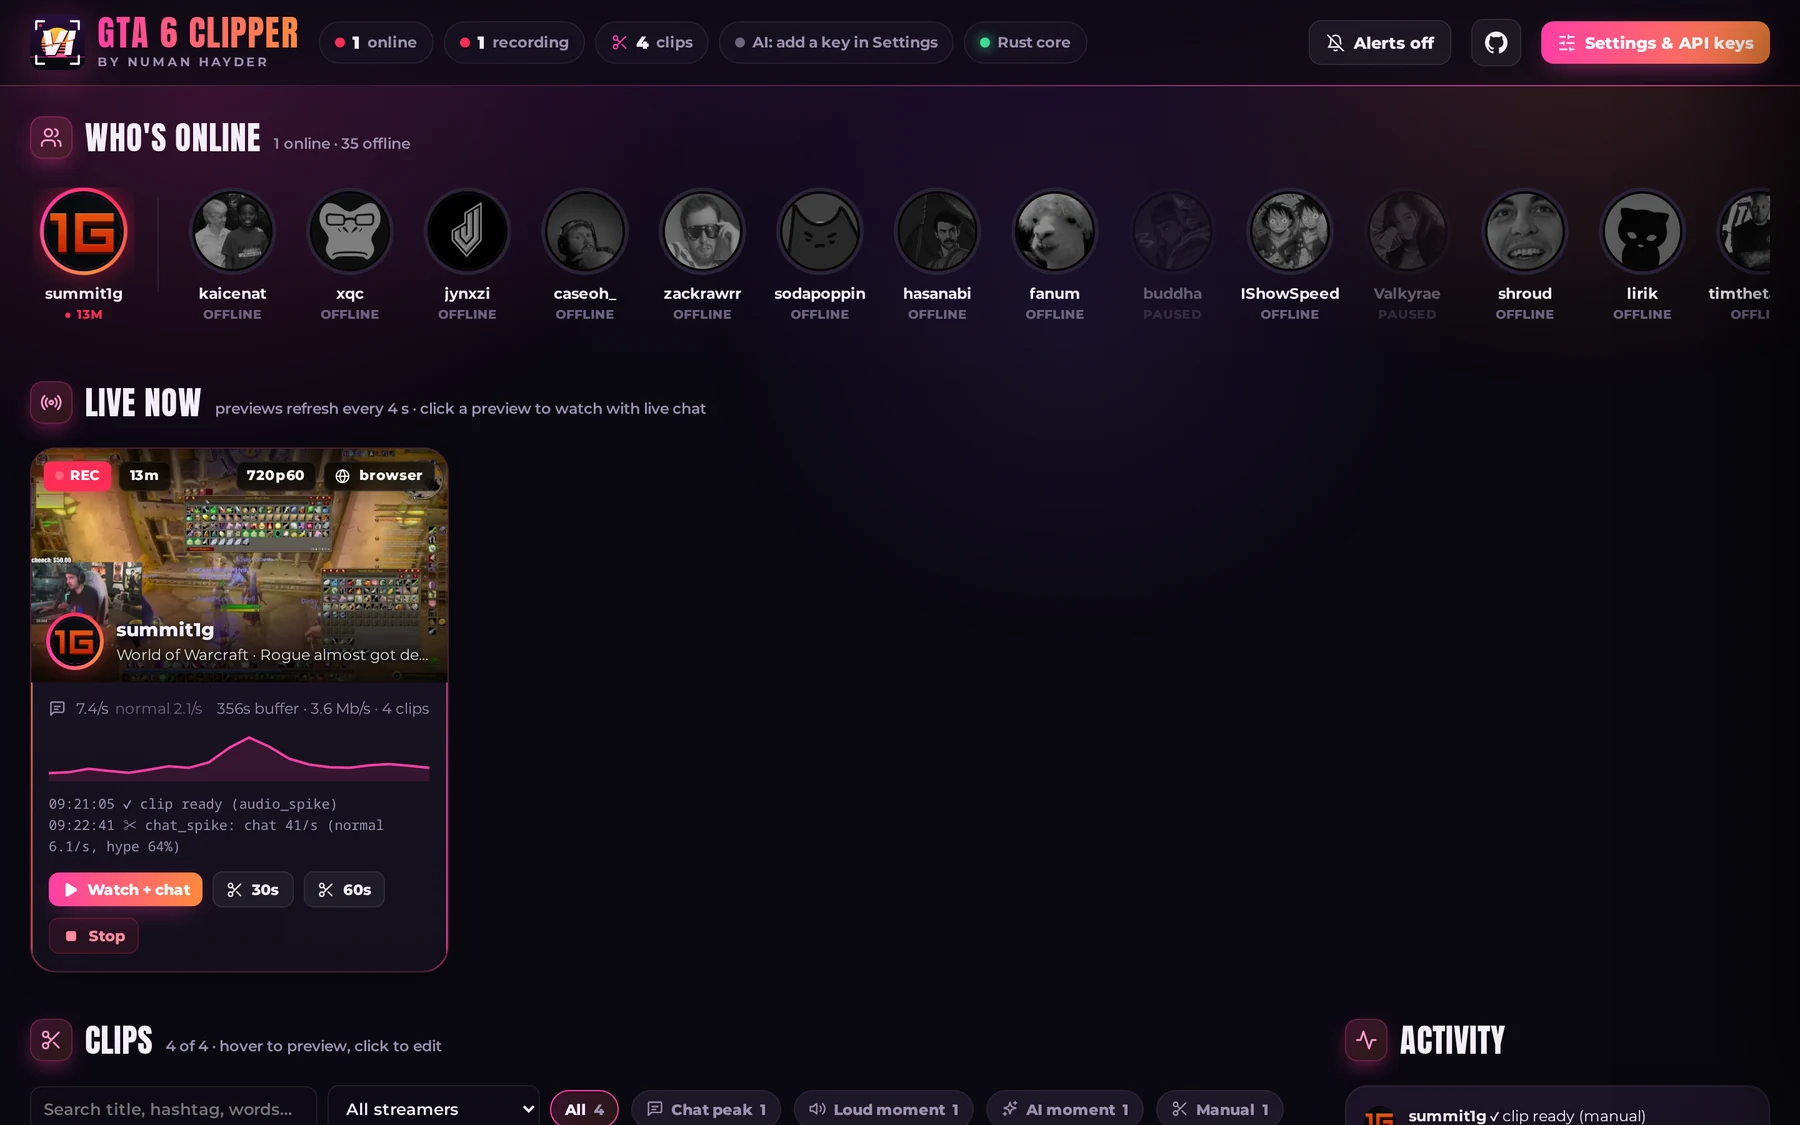 GTA 6 CLIPPER
BY NUMAN HAYDER
1 online
1 recording
4 clips
AI: add a key in Settings
Rust core
Alerts off
Settings & API keys
WHO'S ONLINE
1 online · 35 offline
1G
summit1g
• 13M
kaicenat
OFFLINE
xqc
OFFLINE
jynxzi
OFFLINE
caseoh_
OFFLINE
zackrawrr
OFFLINE
sodapoppin
OFFLINE
hasanabi
OFFLINE
fanum
OFFLINE
buddha
PAUSED
IShowSpeed
OFFLINE
Valkyrae
PAUSED
shroud
OFFLINE
lirik
OFFLINE
timthet
OFFLI
LIVE NOW
previews refresh every 4 s · click a preview to watch with live chat
REC
13m
720p60
browser
1G
summit1g
World of Warcraft · Rogue almost got de...
7.4/s normal 2.1/s
356s buffer · 3.6 Mb/s · 4 clips
09:21:05 ✓ clip ready (audio_spike)
09:22:41 ✂ chat_spike: chat 41/s (normal
6.1/s, hype 64%)
Watch + chat
30s
60s
Stop
CLIPS
4 of 4 · hover to preview, click to edit
Search title, hashtag, words...
All streamers
All 4
Chat peak 1
Loud moment 1
AI moment 1
Manual 1
ACTIVITY
summit1g ✓ clip ready (manual)